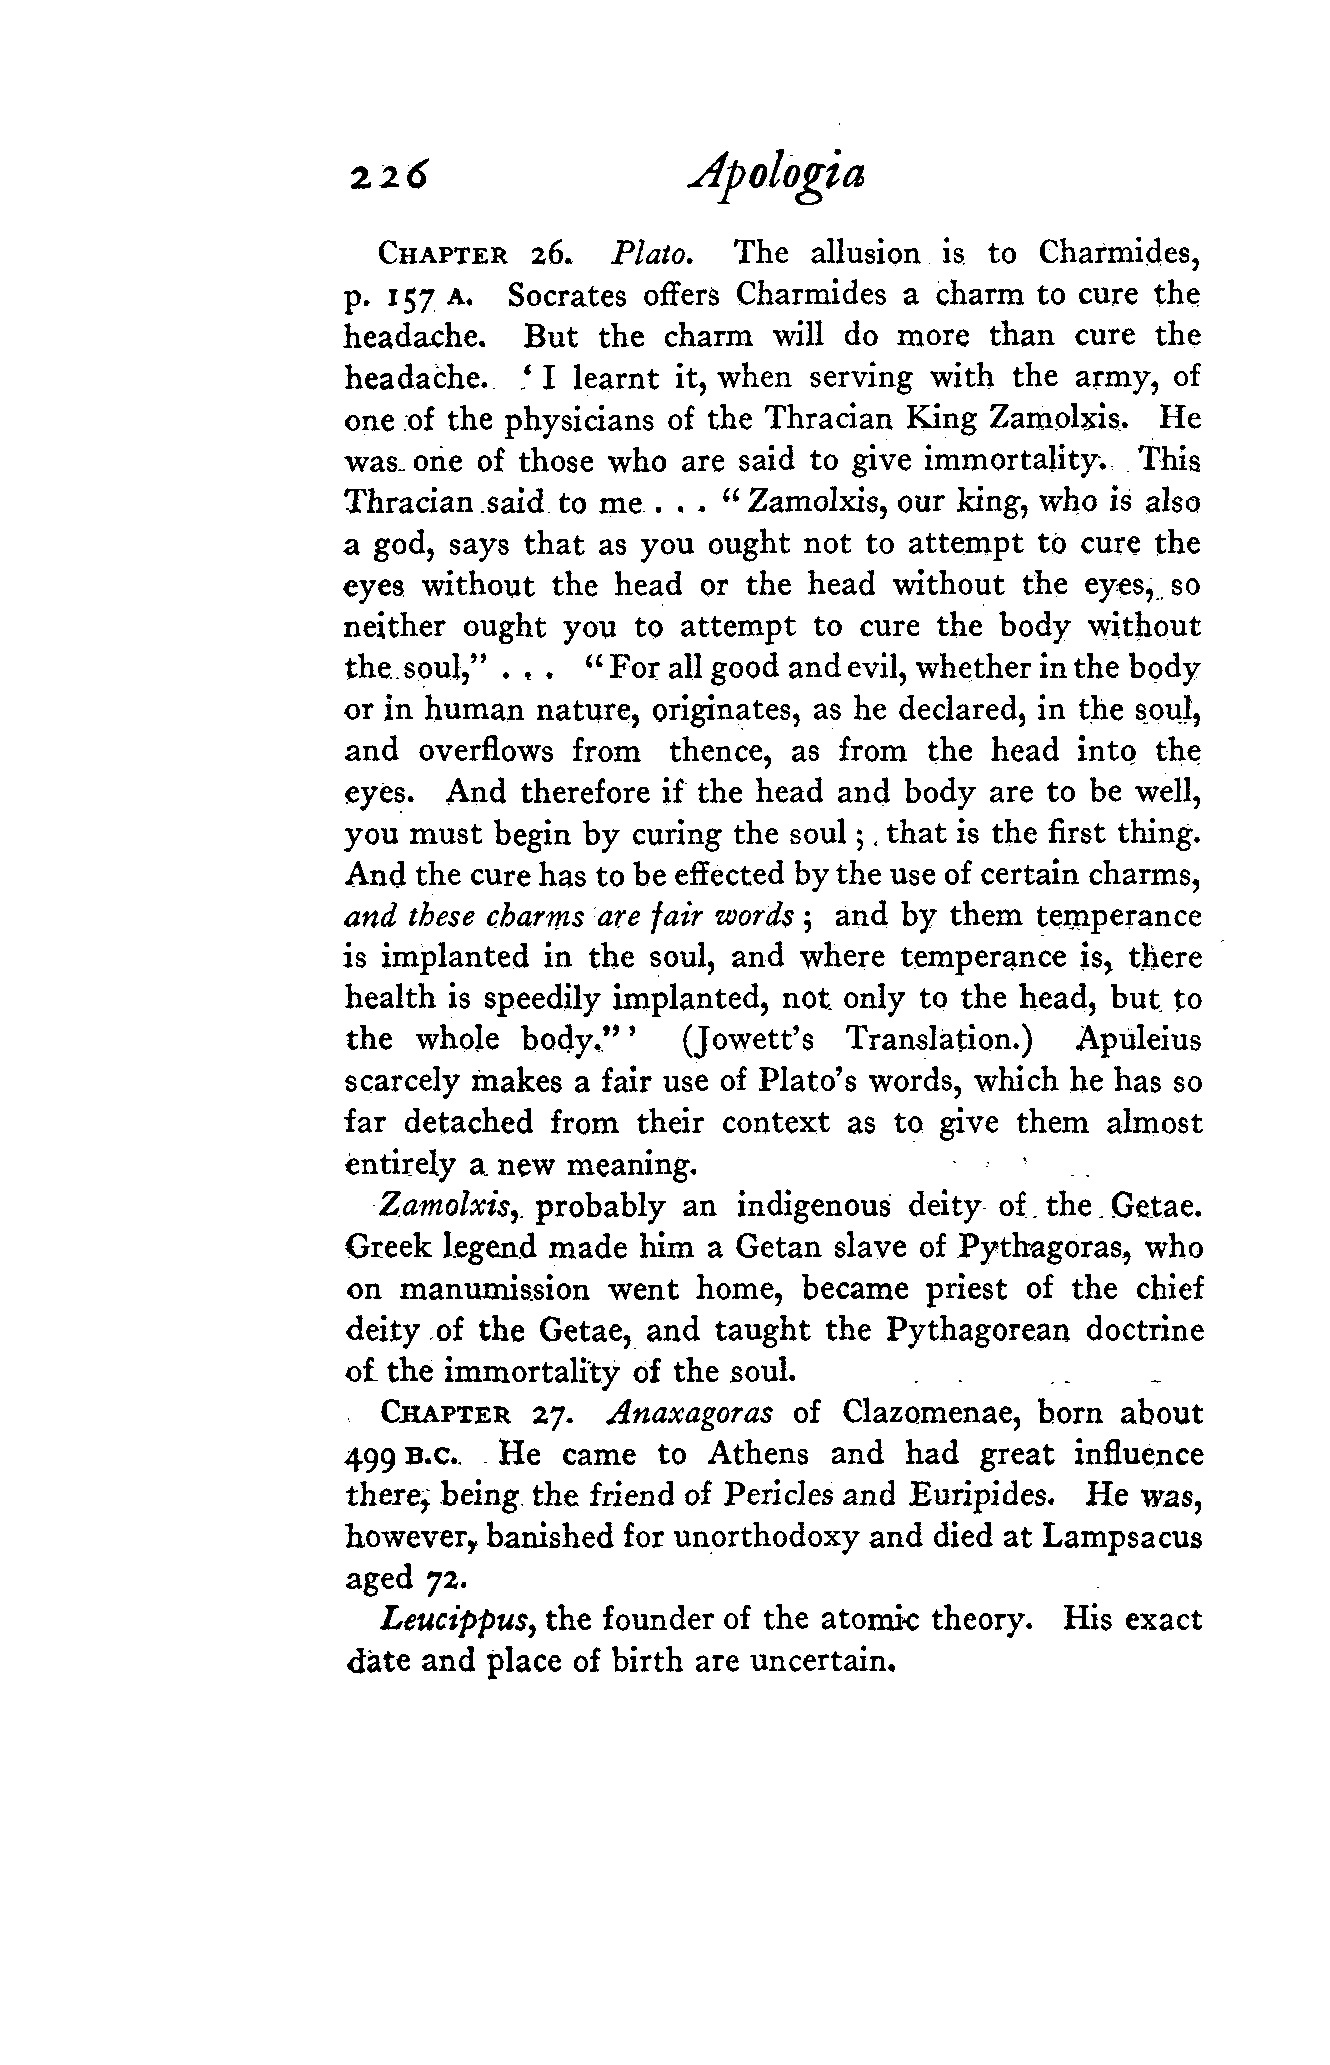 226 Apologia
CHAPTER 26. Plato. The allusion is to Charmides,
p. 157 A. Socrates offers Charmides a charm to cure the
headache. But the charm will do more than cure the
headache. ‘I learnt it, when serving with the army, of
one of the physicians of the Thracian King Zamolxis. He
was one of those who are said to give immortality. This
Thracian said to me . . . “Zamolxis, our king, who is also
a god, says that as you ought not to attempt to cure the
eyes without the head or the head without the eyes, so
neither ought you to attempt to cure the body without
the soul,” . . . “For all good and evil, whether in the body
or in human nature, originates, as he declared, in the soul,
and overflows from thence, as from the head into the
eyes. And therefore if the head and body are to be well,
you must begin by curing the soul ; that is the first thing.
And the cure has to be effected by the use of certain charms,
and these charms are fair words ; and by them temperance
is implanted in the soul, and where temperance is, there
health is speedily implanted, not only to the head, but to
the whole body.”’ (Jowett’s Translation.) Apuleius
scarcely makes a fair use of Plato’s words, which he has so
far detached from their context as to give them almost
entirely a new meaning.
Zamolxis, probably an indigenous deity of the Getae.
Greek legend made him a Getan slave of Pythagoras, who
on manumission went home, became priest of the chief
deity of the Getae, and taught the Pythagorean doctrine
of the immortality of the soul.
CHAPTER 27. Anaxagoras of Clazomenae, born about
499 B.C. He came to Athens and had great influence
there, being the friend of Pericles and Euripides. He was,
however, banished for unorthodoxy and died at Lampsacus
aged 72.
Leucippus, the founder of the atomic theory. His exact
date and place of birth are uncertain.